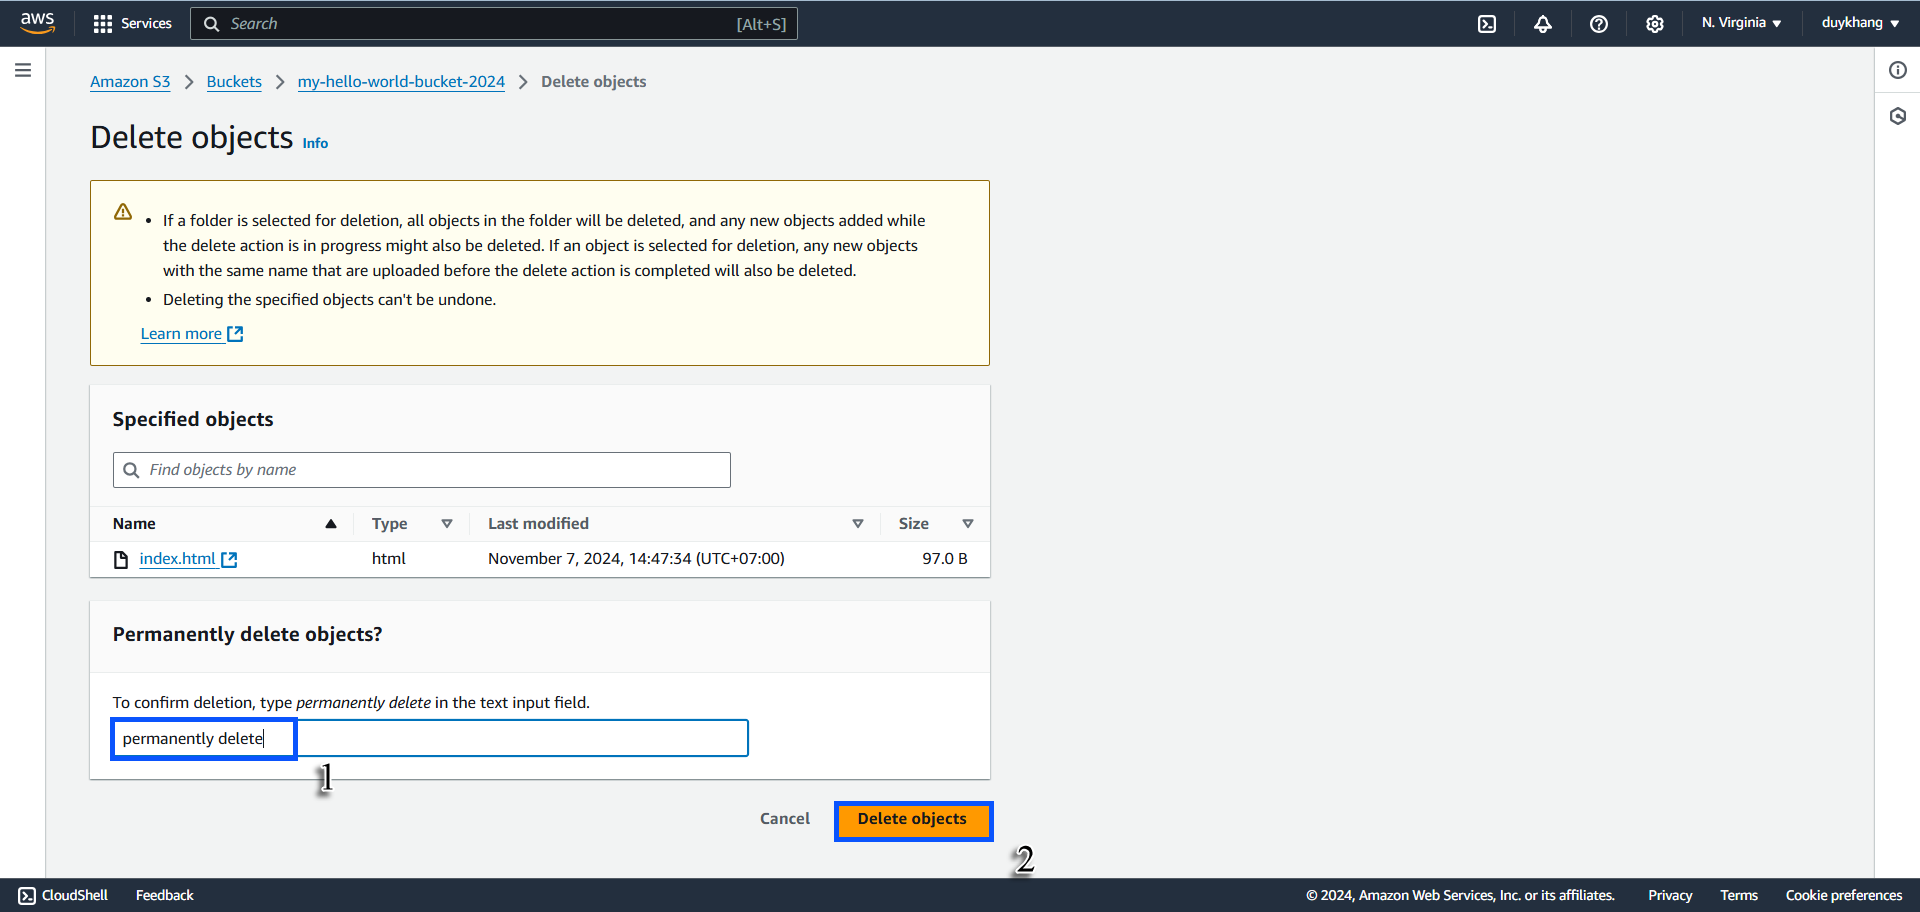 aws
Services
Search
[Alt+S]
N. Virginia
duykhang
Amazon S3
Buckets
my-hello-world-bucket-2024
Delete objects
Delete objects Info
If a folder is selected for deletion, all objects in the folder will be deleted, and any new objects added while
the delete action is in progress might also be deleted. If an object is selected for deletion, any new objects
with the same name that are uploaded before the delete action is completed will also be deleted.
Deleting the specified objects can't be undone.
Learn more
Specified objects
Find objects by name
Name Type Last modified Size
index.html html November 7, 2024, 14:47:34 (UTC+07:00) 97.0 B
Permanently delete objects?
To confirm deletion, type permanently delete in the text input field.
permanently delete
1
Cancel
Delete objects
2
CloudShell
Feedback
© 2024, Amazon Web Services, Inc. or its affiliates.
Privacy
Terms
Cookie preferences